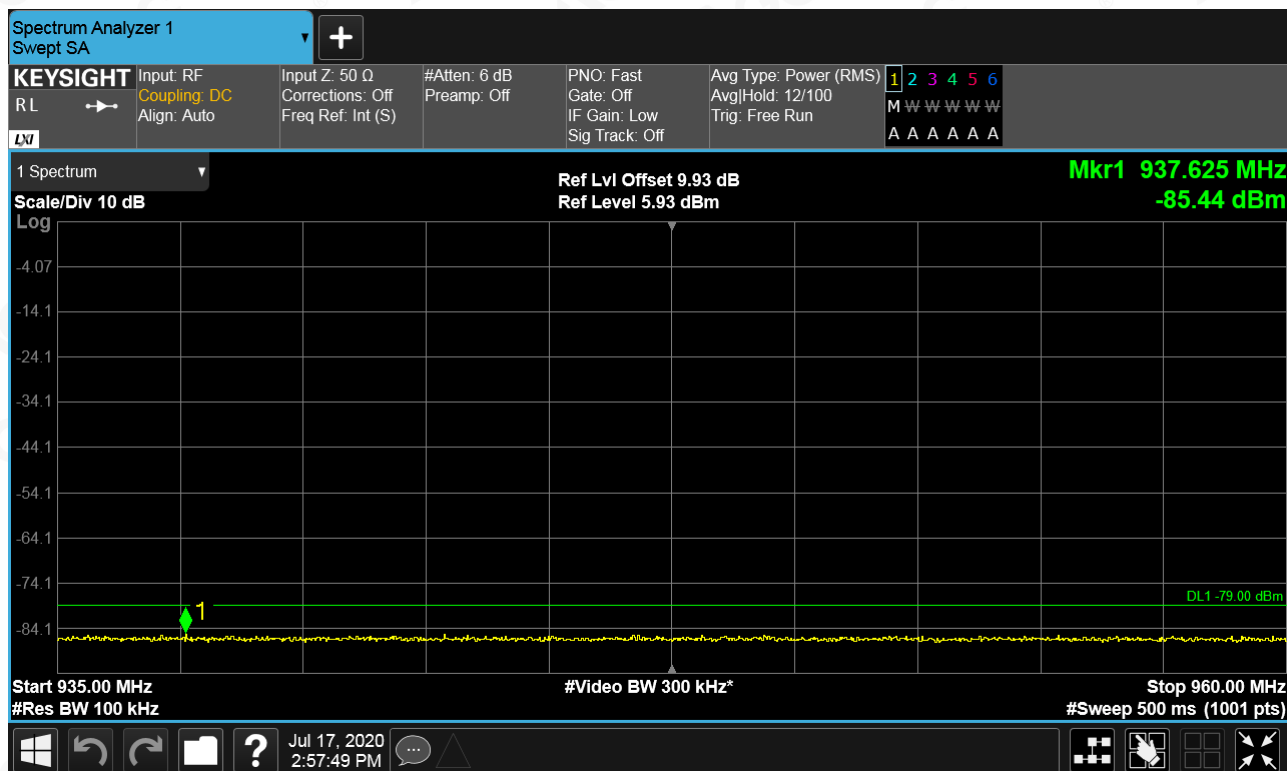 Spectrum Analyzer 1
Swept SA
KEYSIGHT
R L
LXI
Input: RF
Coupling: DC
Align: Auto
Input Z: 50 Ω
Corrections: Off
Freq Ref: Int (S)
#Atten: 6 dB
Preamp: Off
PNO: Fast
Gate: Off
IF Gain: Low
Sig Track: Off
Avg Type: Power (RMS)
Avg|Hold: 12/100
Trig: Free Run
1 2 3 4 5 6
M W W W W W
A A A A A A
1 Spectrum
Scale/Div 10 dB
Ref Lvl Offset 9.93 dB
Ref Level 5.93 dBm
Mkr1 937.625 MHz
-85.44 dBm
Log
-4.07
-14.1
-24.1
-34.1
-44.1
-54.1
-64.1
-74.1
DL1 -79.00 dBm
1
-84.1
Start 935.00 MHz
#Res BW 100 kHz
#Video BW 300 kHz*
Stop 960.00 MHz
#Sweep 500 ms (1001 pts)
?
Jul 17, 2020
2:57:49 PM